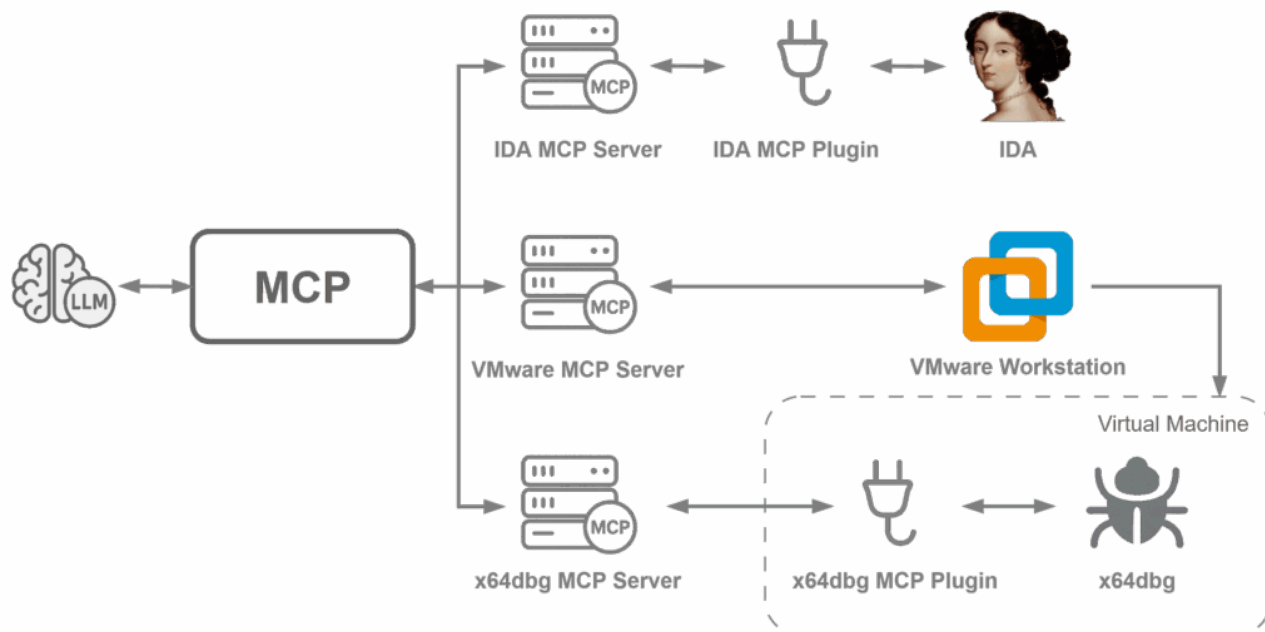 MCP
IDA MCP Server
IDA MCP Plugin
IDA
LLM
MCP
MCP
VMware MCP Server
VMware Workstation
Virtual Machine
MCP
x64dbg MCP Server
x64dbg MCP Plugin
x64dbg